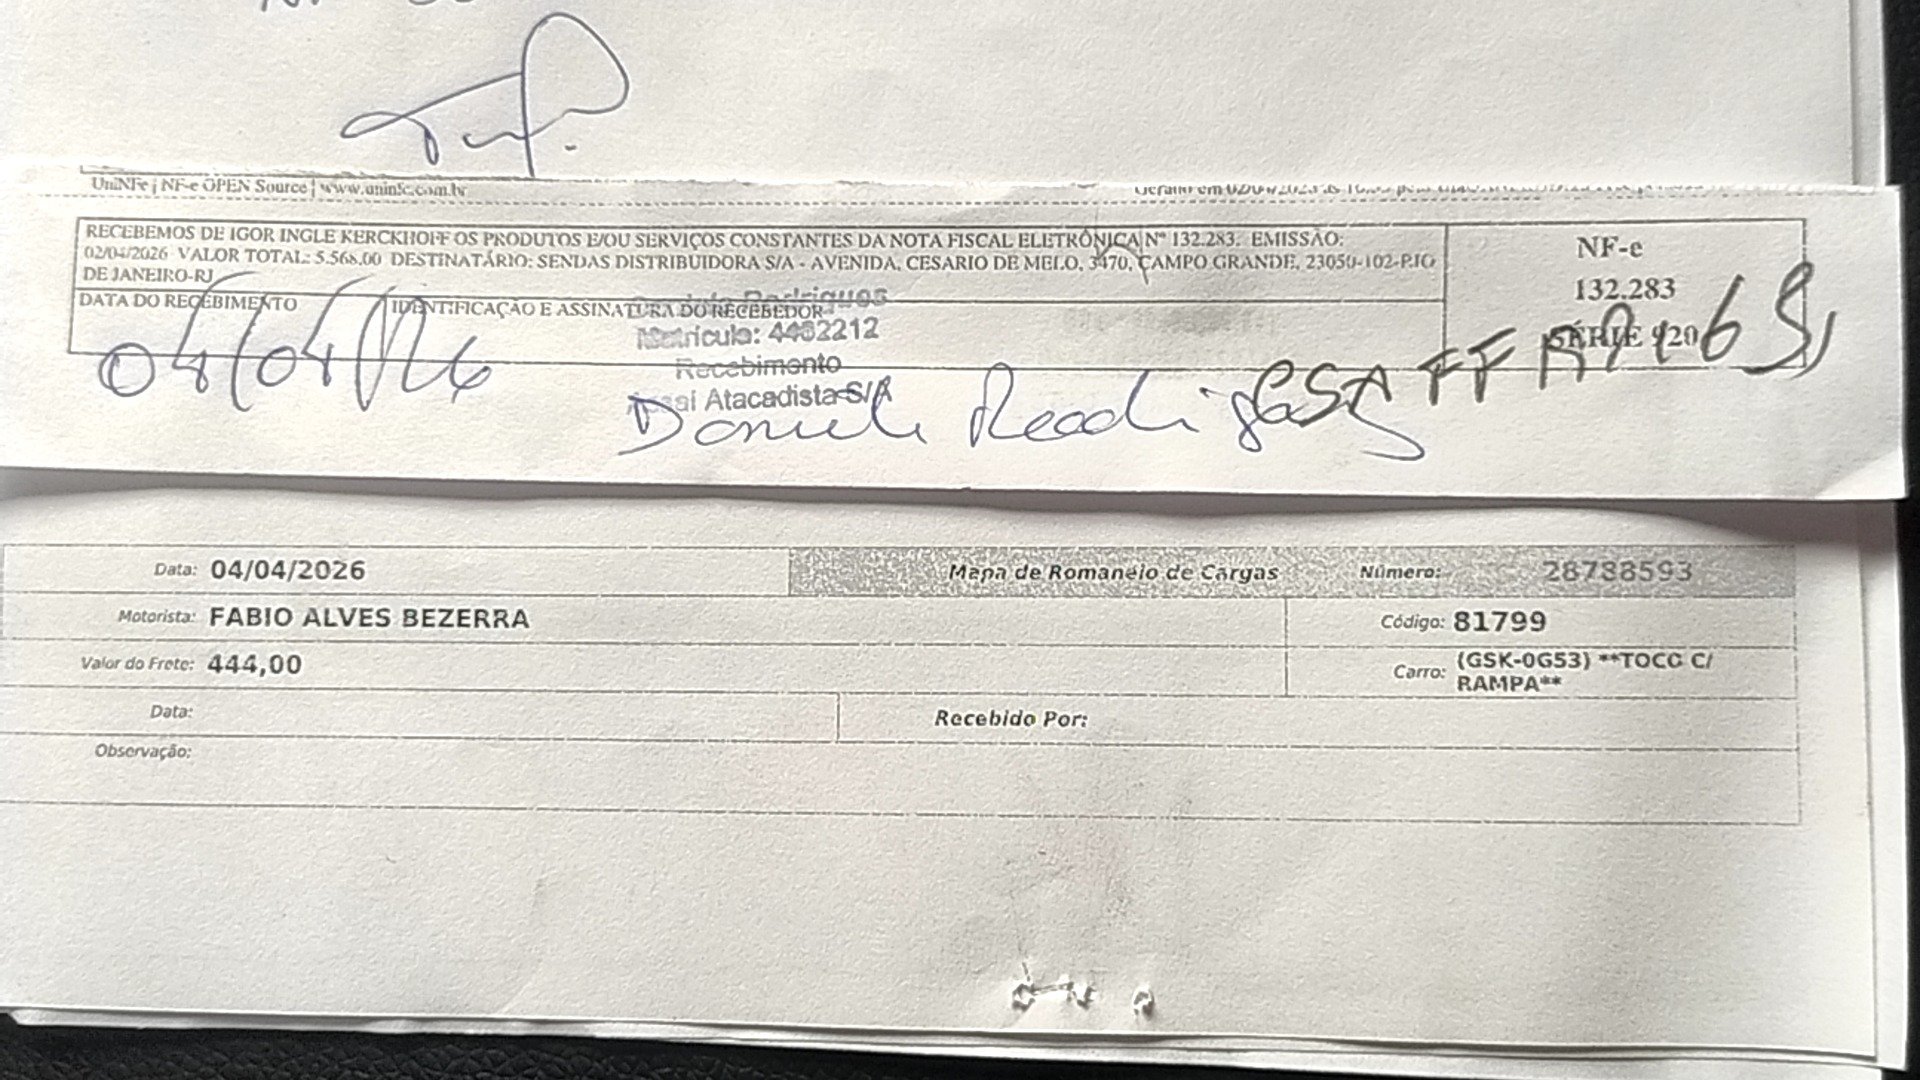 UniNFe | NF-e OPEN Source | www.uninfe.com.br
RECEBEMOS DE IGOR INGLE KERCKHOFF OS PRODUTOS E/OU SERVIÇOS CONSTANTES DA NOTA FISCAL ELETRÔNICA Nº 132.283. EMISSÃO:
02/04/2026 VALOR TOTAL: 5.568,00 DESTINATÁRIO: SENDAS DISTRIBUIDORA S/A - AVENIDA, CESARIO DE MELO, 3470, CAMPO GRANDE, 23050-102-RIO
DE JANEIRO-RJ
NF-e
132.283
SÉRIE 920
DATA DO RECEBIMENTO
IDENTIFICAÇÃO E ASSINATURA DO RECEBEDOR
04/04/26
Rodrigues
Matrícula: 4462212
Recebimento
Atacadista S/A
Data: 04/04/2026
Mapa de Romaneio de Cargas
Número: 28738593
Motorista: FABIO ALVES BEZERRA
Código: 81799
Valor do Frete: 444,00
Carro: (GSK-0G53) **TOCO C/
RAMPA**
Data:
Recebido Por:
Observação: